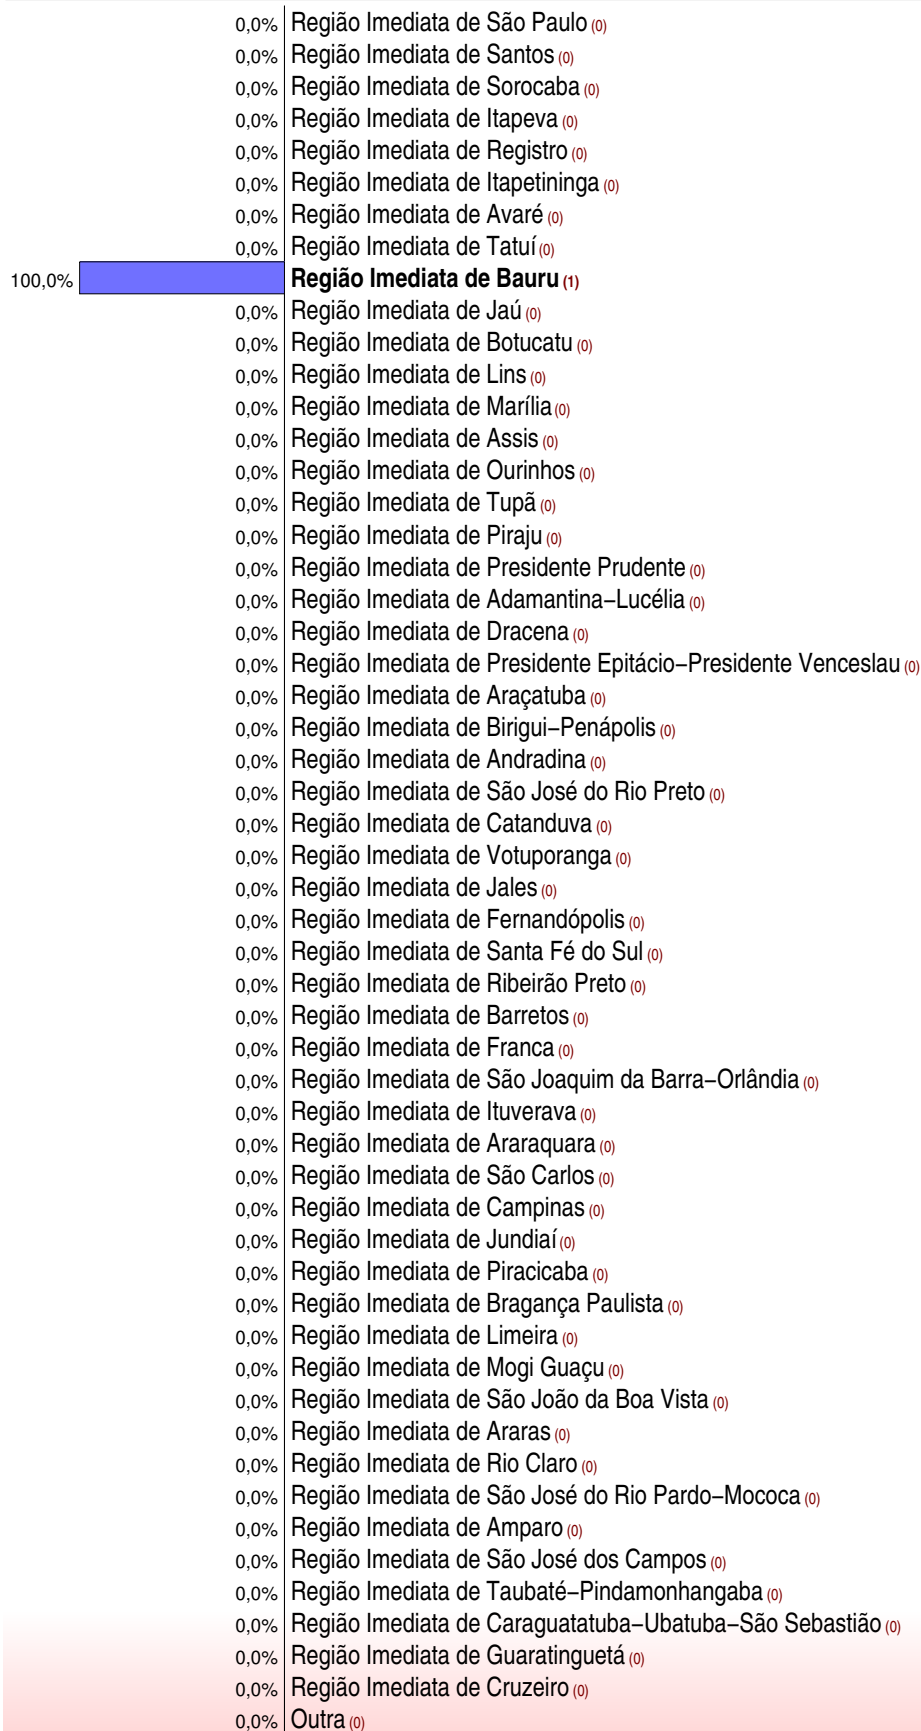 0,0% Região Imediata de São Paulo (0)
0,0% Região Imediata de Santos (0)
0,0% Região Imediata de Sorocaba (0)
0,0% Região Imediata de Itapeva (0)
0,0% Região Imediata de Registro (0)
0,0% Região Imediata de Itapetininga (0)
0,0% Região Imediata de Avaré (0)
0,0% Região Imediata de Tatuí (0)
100,0% Região Imediata de Bauru (1)
0,0% Região Imediata de Jaú (0)
0,0% Região Imediata de Botucatu (0)
0,0% Região Imediata de Lins (0)
0,0% Região Imediata de Marília (0)
0,0% Região Imediata de Assis (0)
0,0% Região Imediata de Ourinhos (0)
0,0% Região Imediata de Tupã (0)
0,0% Região Imediata de Piraju (0)
0,0% Região Imediata de Presidente Prudente (0)
0,0% Região Imediata de Adamantina−Lucélia (0)
0,0% Região Imediata de Dracena (0)
0,0% Região Imediata de Presidente Epitácio−Presidente Venceslau (0)
0,0% Região Imediata de Araçatuba (0)
0,0% Região Imediata de Birigui−Penápolis (0)
0,0% Região Imediata de Andradina (0)
0,0% Região Imediata de São José do Rio Preto (0)
0,0% Região Imediata de Catanduva (0)
0,0% Região Imediata de Votuporanga (0)
0,0% Região Imediata de Jales (0)
0,0% Região Imediata de Fernandópolis (0)
0,0% Região Imediata de Santa Fé do Sul (0)
0,0% Região Imediata de Ribeirão Preto (0)
0,0% Região Imediata de Barretos (0)
0,0% Região Imediata de Franca (0)
0,0% Região Imediata de São Joaquim da Barra−Orlândia (0)
0,0% Região Imediata de Ituverava (0)
0,0% Região Imediata de Araraquara (0)
0,0% Região Imediata de São Carlos (0)
0,0% Região Imediata de Campinas (0)
0,0% Região Imediata de Jundiaí (0)
0,0% Região Imediata de Piracicaba (0)
0,0% Região Imediata de Bragança Paulista (0)
0,0% Região Imediata de Limeira (0)
0,0% Região Imediata de Mogi Guaçu (0)
0,0% Região Imediata de São João da Boa Vista (0)
0,0% Região Imediata de Araras (0)
0,0% Região Imediata de Rio Claro (0)
0,0% Região Imediata de São José do Rio Pardo−Mococa (0)
0,0% Região Imediata de Amparo (0)
0,0% Região Imediata de São José dos Campos (0)
0,0% Região Imediata de Taubaté−Pindamonhangaba (0)
0,0% Região Imediata de Caraguatatuba−Ubatuba−São Sebastião (0)
0,0% Região Imediata de Guaratinguetá (0)
0,0% Região Imediata de Cruzeiro (0)
0,0% Outra (0)